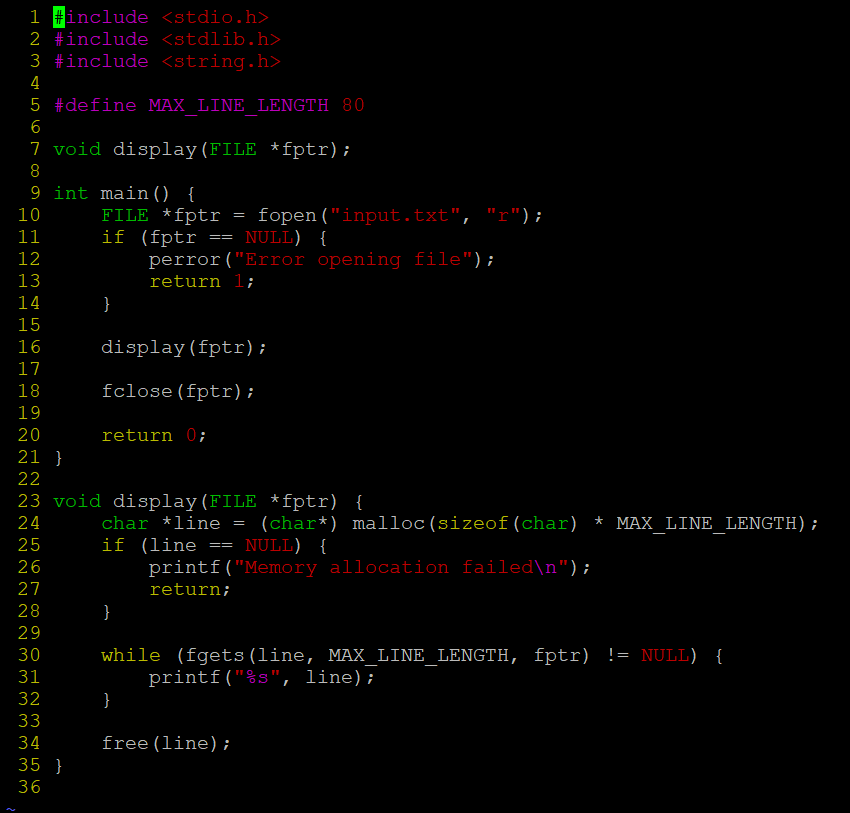 1 #include <stdio.h>
2 #include <stdlib.h>
3 #include <string.h>
4
5 #define MAX_LINE_LENGTH 80
6
7 void display(FILE *fptr);
8
9 int main() {
10     FILE *fptr = fopen("input.txt", "r");
11     if (fptr == NULL) {
12         perror("Error opening file");
13         return 1;
14     }
15
16     display(fptr);
17
18     fclose(fptr);
19
20     return 0;
21 }
22
23 void display(FILE *fptr) {
24     char *line = (char*) malloc(sizeof(char) * MAX_LINE_LENGTH);
25     if (line == NULL) {
26         printf("Memory allocation failed\n");
27         return;
28     }
29
30     while (fgets(line, MAX_LINE_LENGTH, fptr) != NULL) {
31         printf("%s", line);
32     }
33
34     free(line);
35 }
36
~